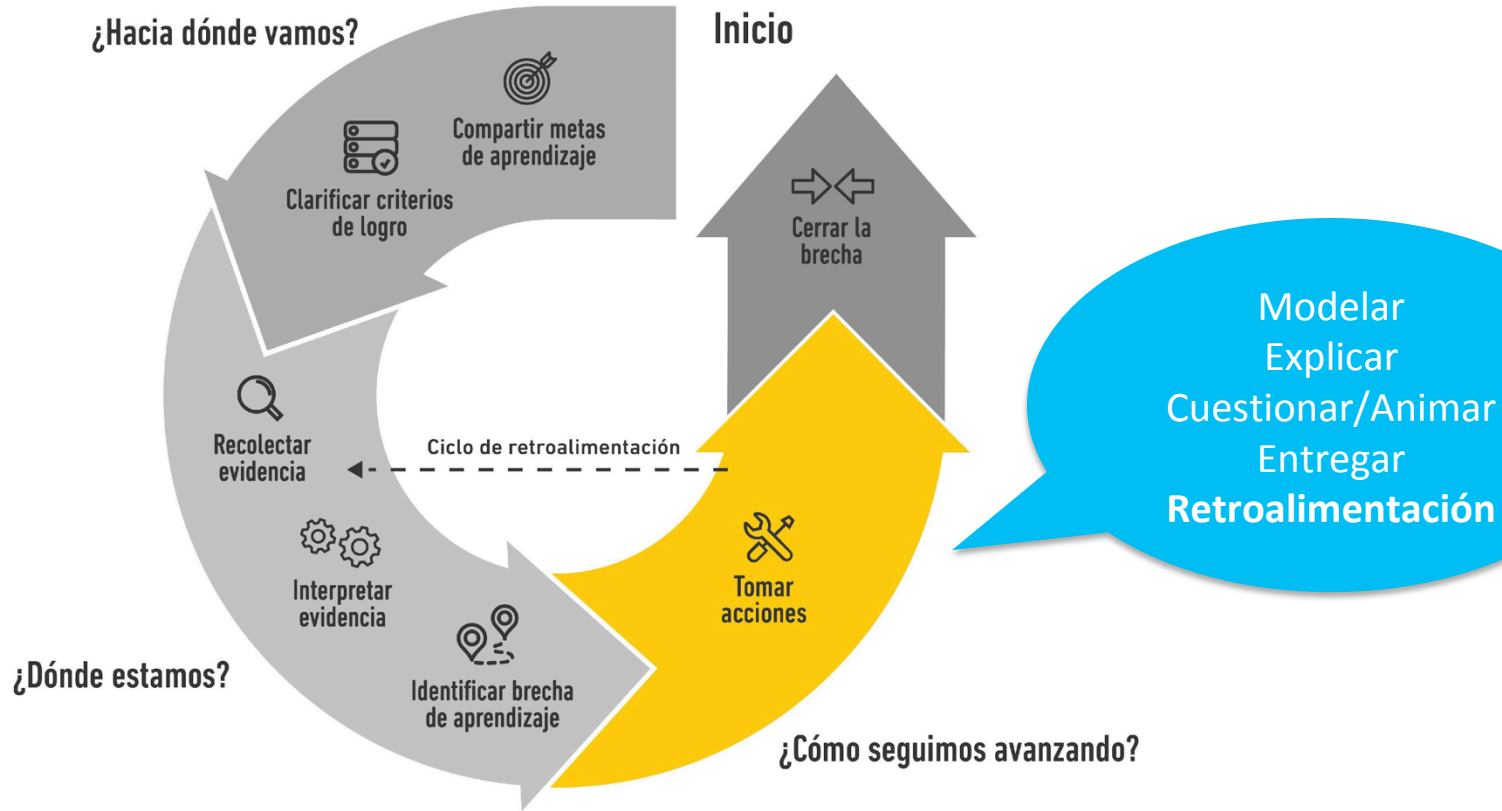 ¿Hacia dónde vamos?
Inicio
Compartir metas
de aprendizaje
Clarificar criterios
de logro
Recolectar
evidencia
Interpretar
evidencia
Identificar brecha
de aprendizaje
¿Dónde estamos?
Ciclo de retroalimentación
Tomar
acciones
¿Cómo seguimos avanzando?
Cerrar la
brecha
Modelar
Explicar
Cuestionar/Animar
Entregar
Retroalimentación